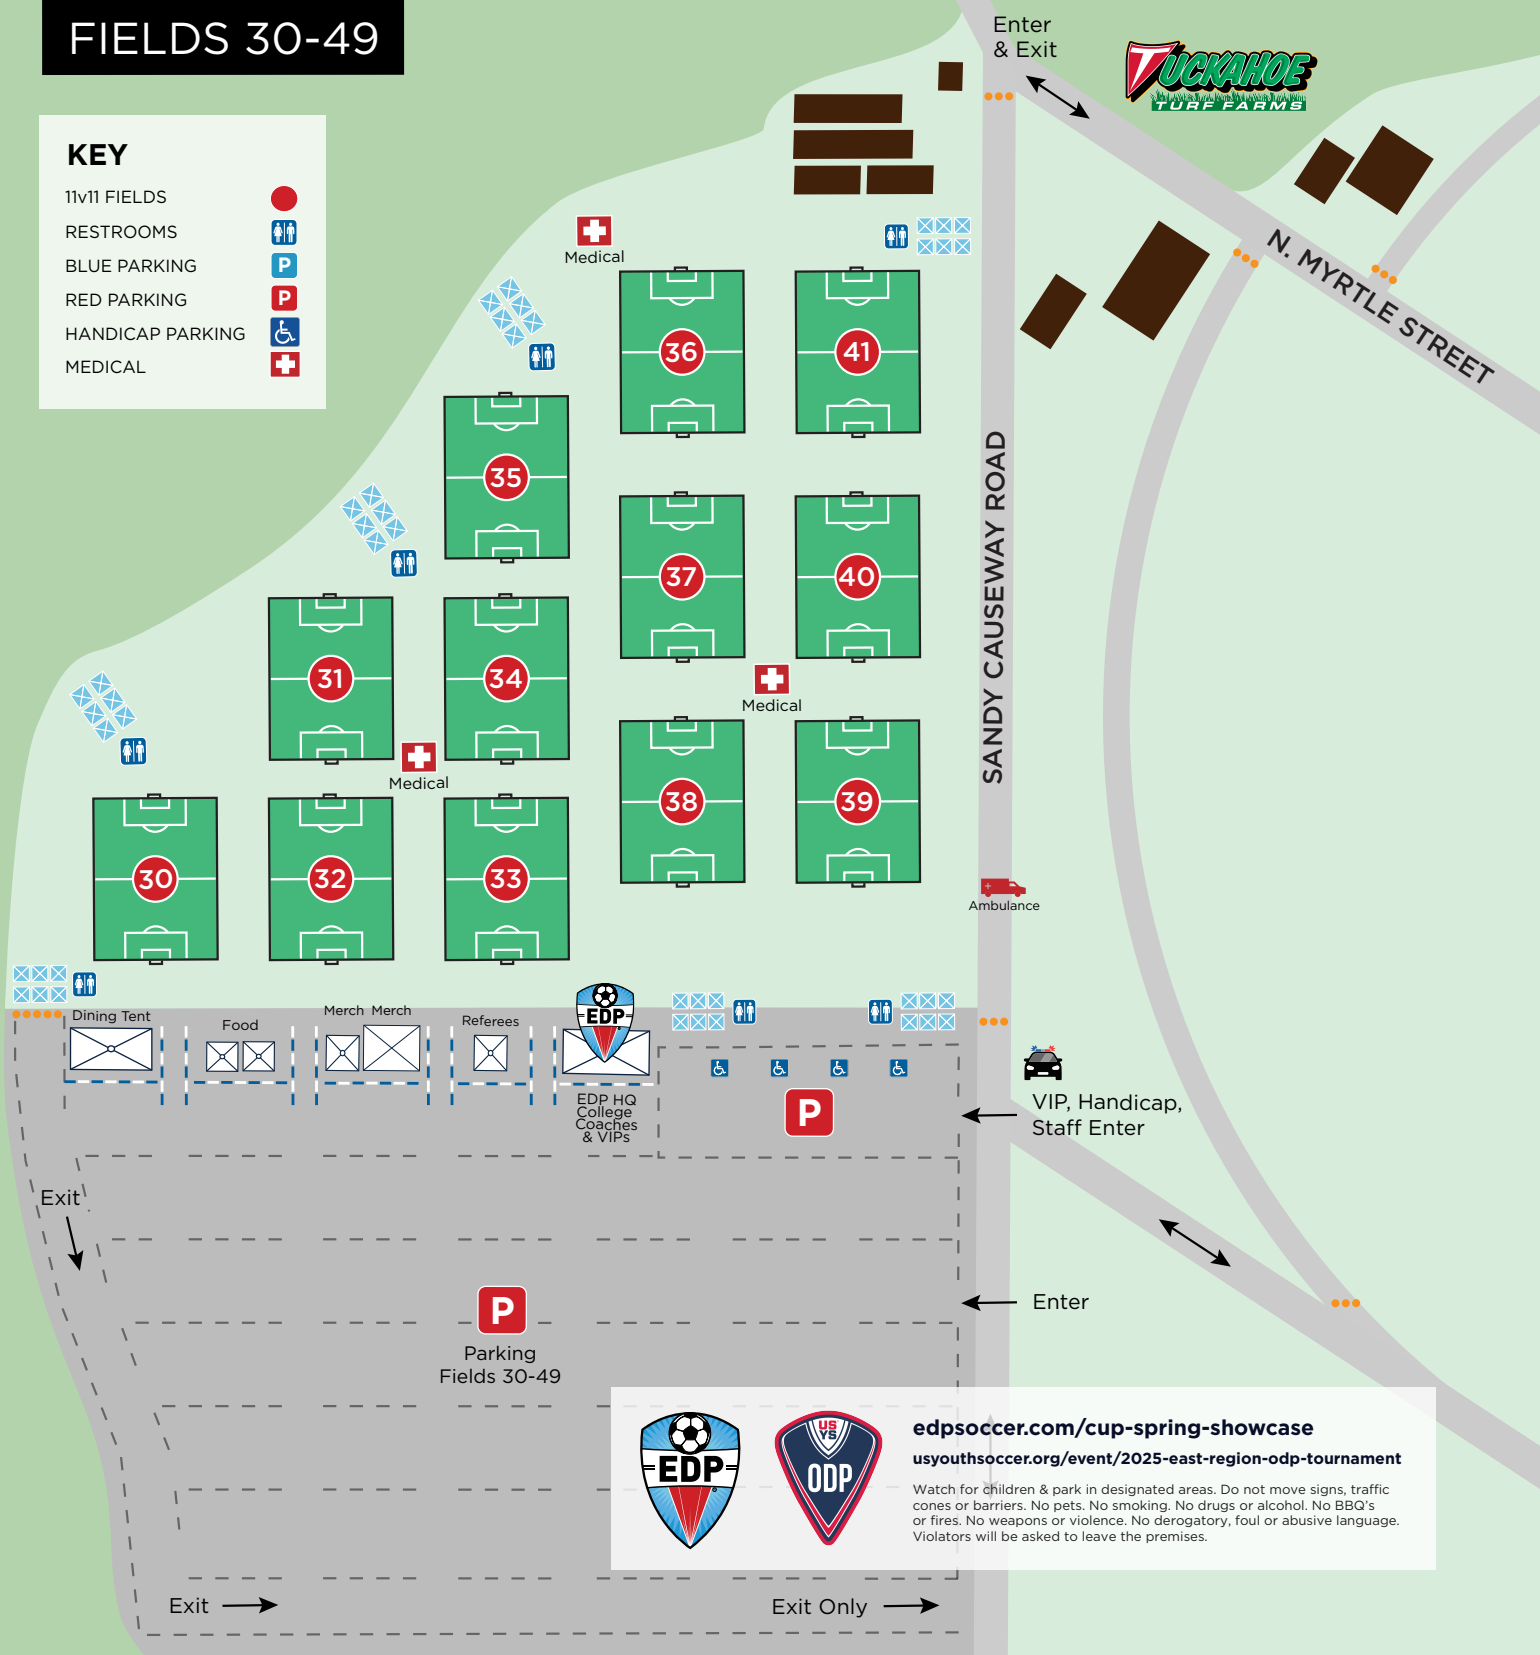 FIELDS 30-49
Enter
& Exit
TUCKAHOE
TURF FARMS
KEY
11v11 FIELDS
RESTROOMS
BLUE PARKING
P
RED PARKING
P
HANDICAP PARKING
MEDICAL
Medical
N. MYRTLE STREET
36
41
35
SANDY CAUSEWAY ROAD
37
40
31
34
Medical
Medical
38
39
30
32
33
Ambulance
Dining Tent
Food
Merch Merch
Referees
EDP
EDP HQ
College
Coaches
& VIPs
P
VIP, Handicap,
Staff Enter
Exit
Enter
P
Parking
Fields 30-49
EDP
US
YS
ODP
edpsoccer.com/cup-spring-showcase
usyouthsoccer.org/event/2025-east-region-odp-tournament
Watch for children & park in designated areas. Do not move signs, traffic
cones or barriers. No pets. No smoking. No drugs or alcohol. No BBQ's
or fires. No weapons or violence. No derogatory, foul or abusive language.
Violators will be asked to leave the premises.
Exit
Exit Only